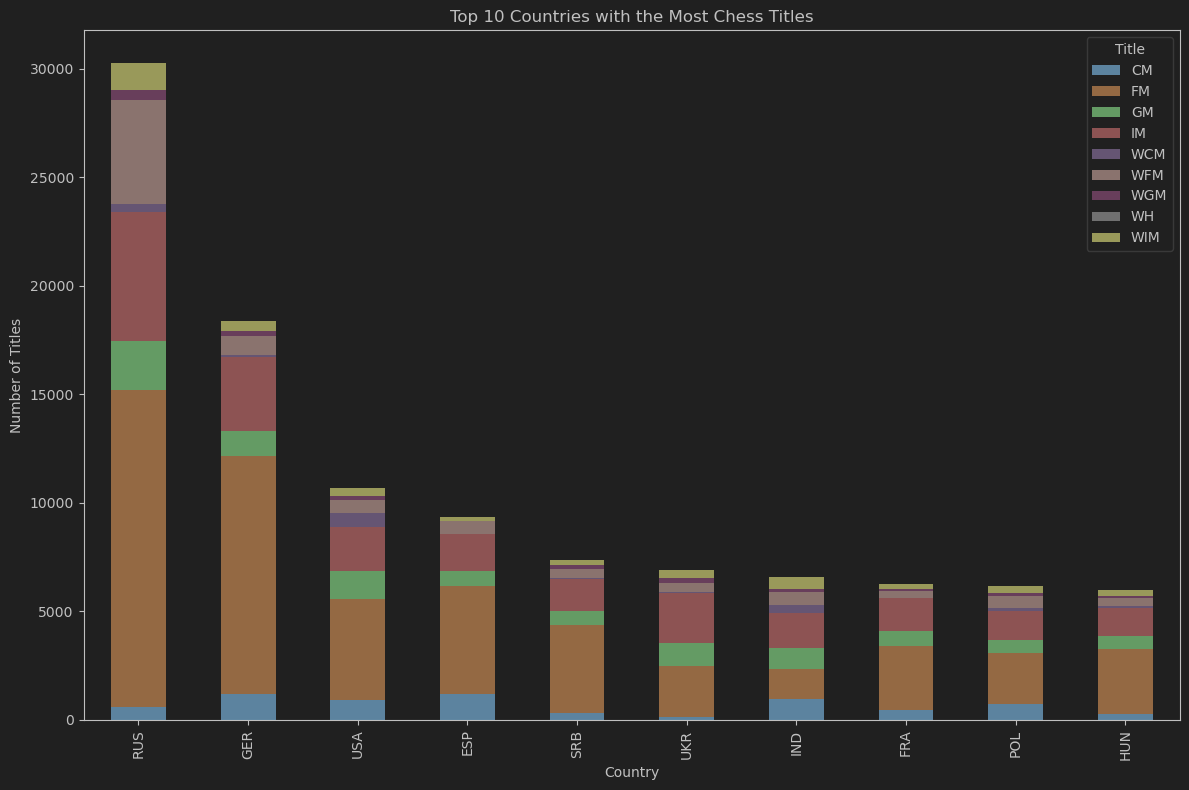 Top 10 Countries with the Most Chess Titles
Title
CM
FM
GM
IM
WCM
WFM
WGM
WH
WIM
30000
25000
20000
15000
10000
5000
0
Number of Titles
RUS
GER
USA
ESP
SRB
UKR
IND
FRA
POL
HUN
Country